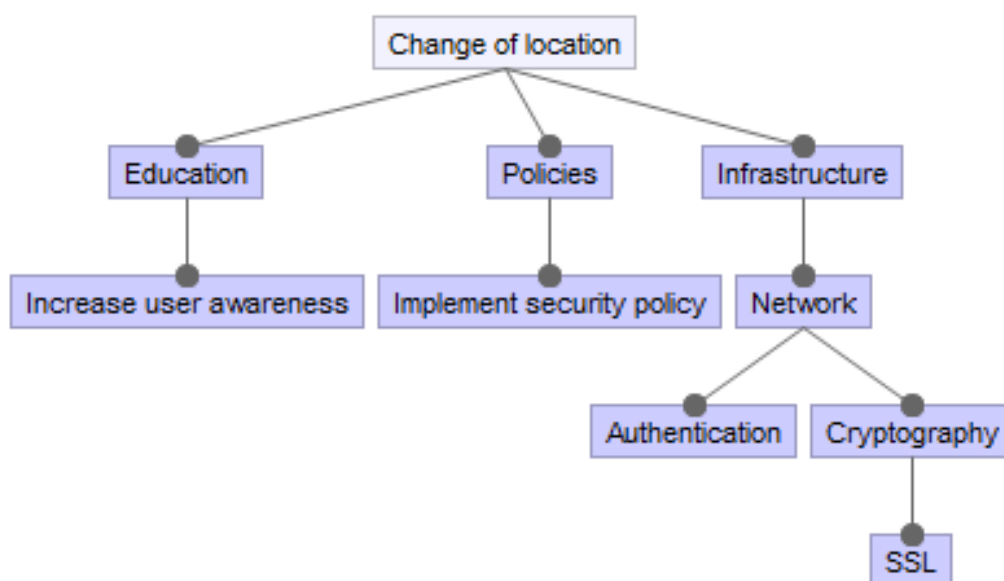 Change of location
Education
Policies
Infrastructure
Increase user awareness
Implement security policy
Network
Authentication
Cryptography
SSL